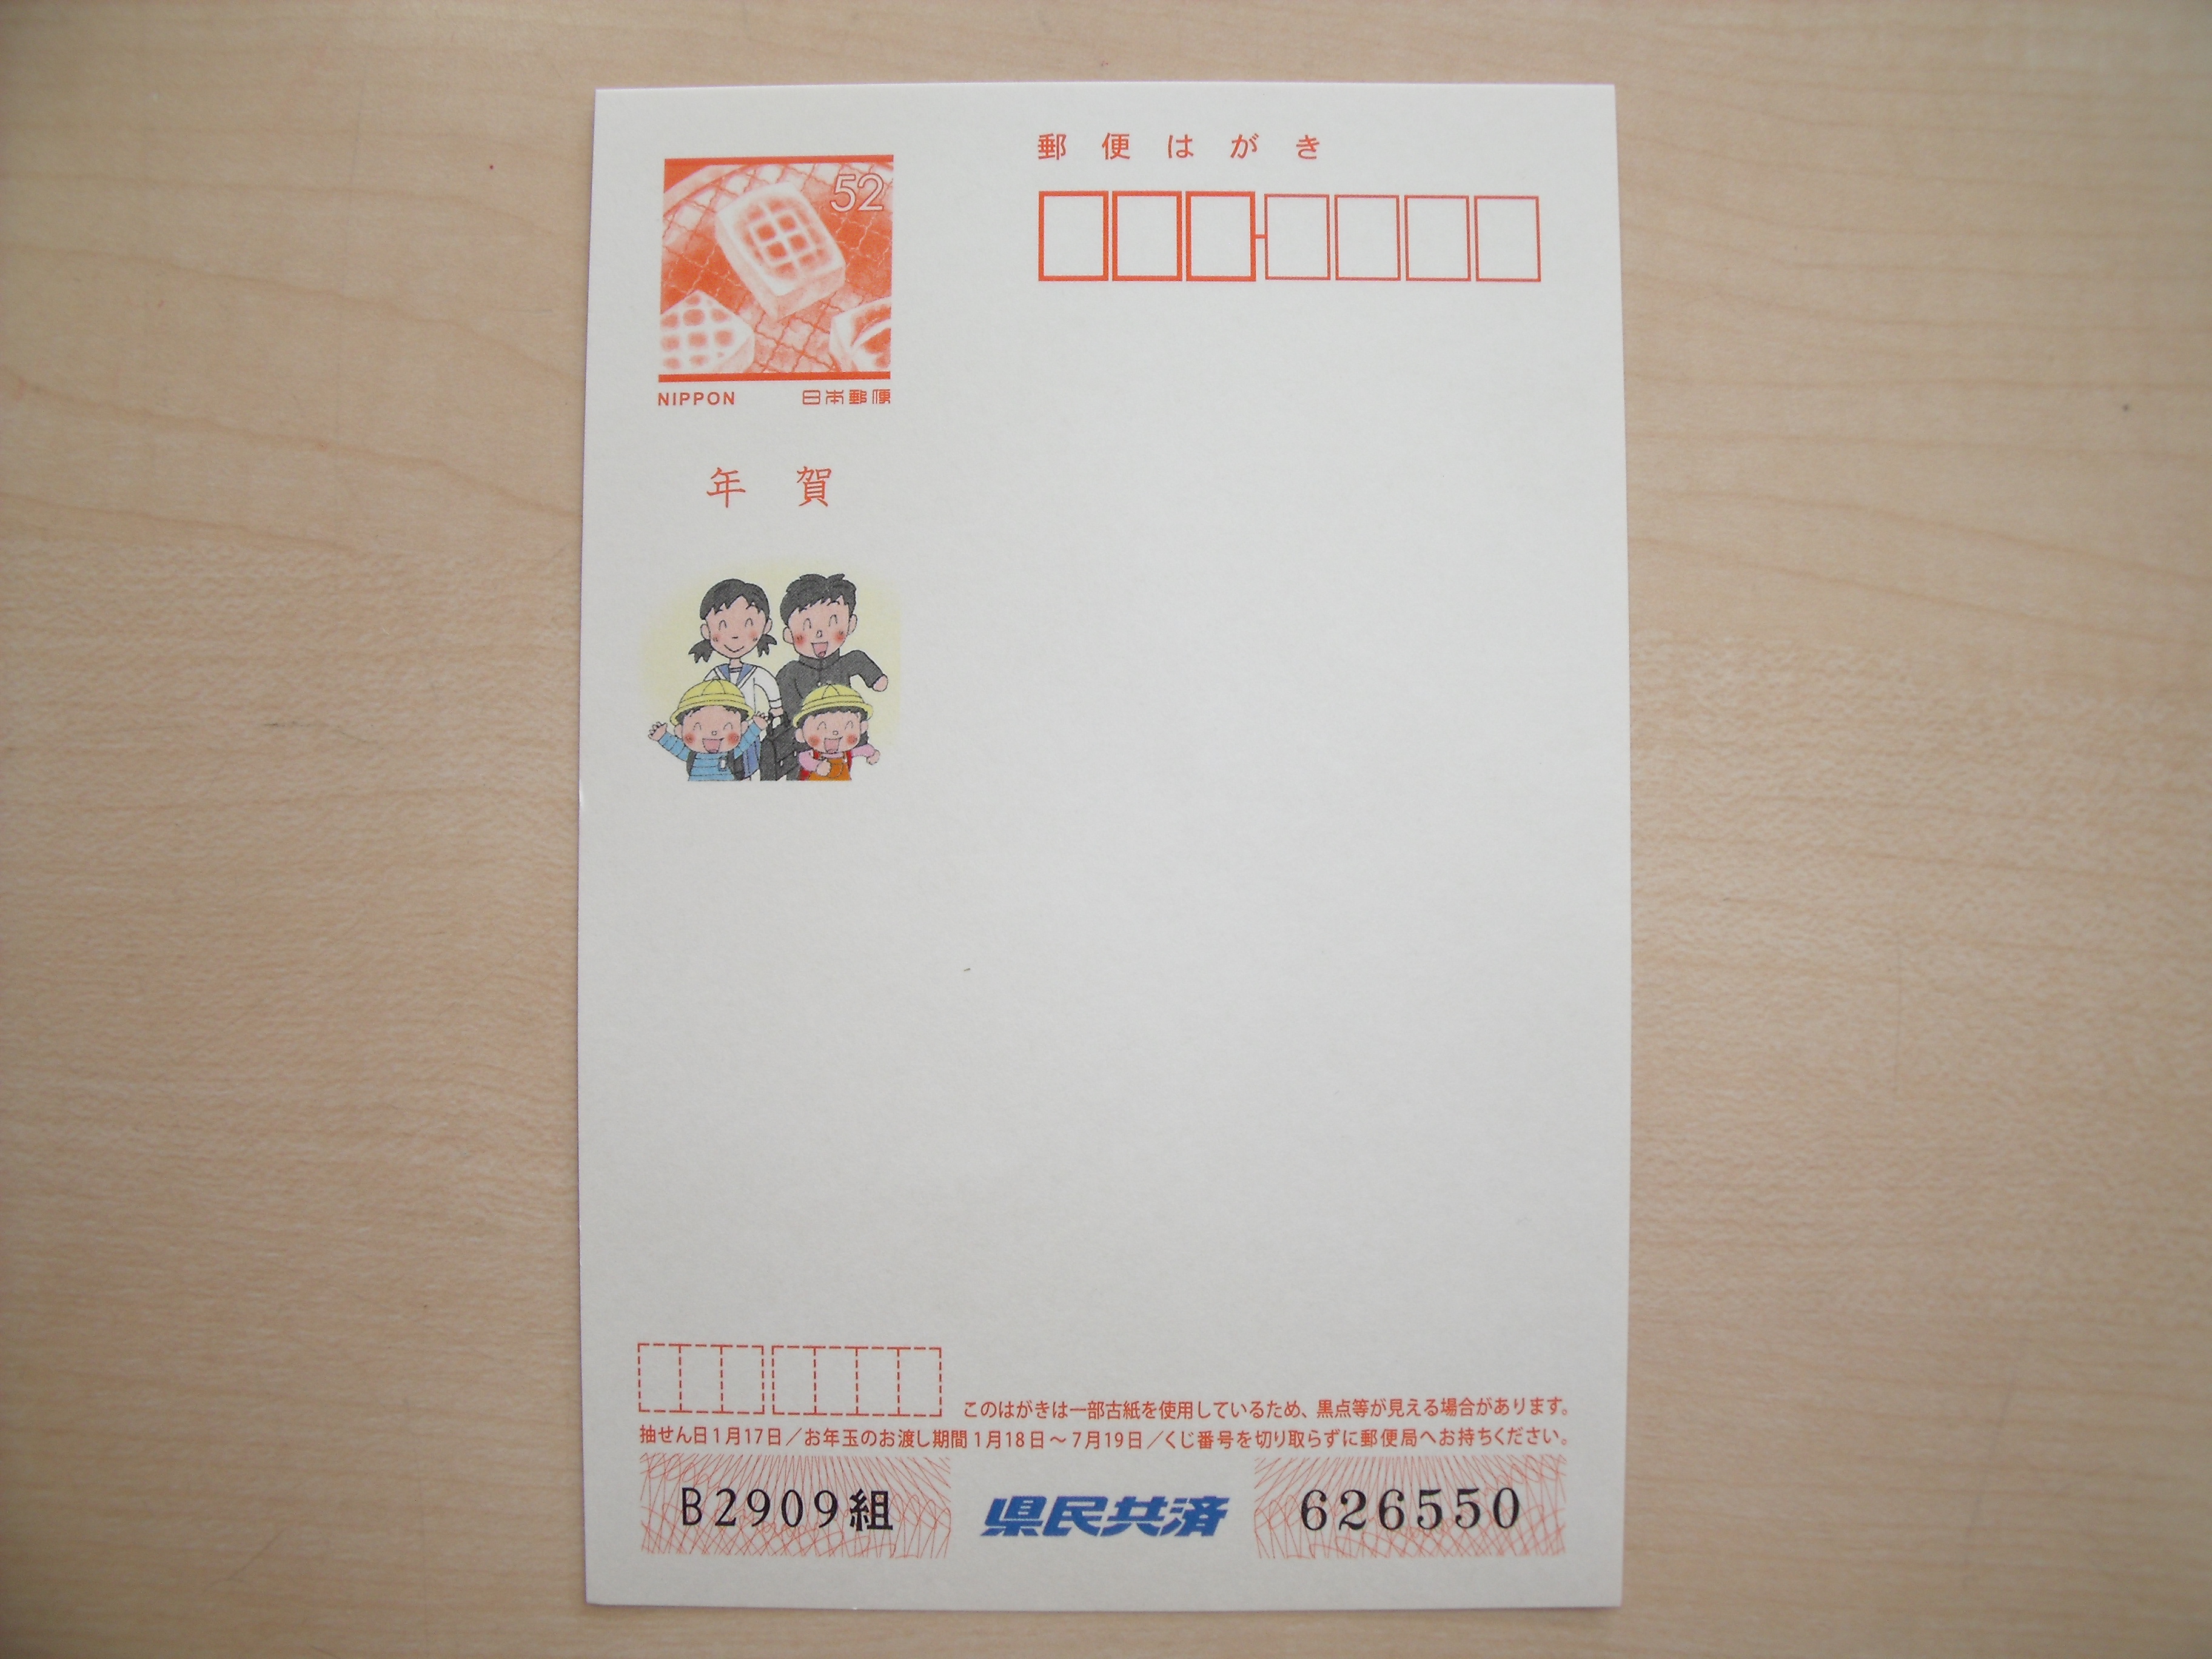 郵便はがき
52
NIPPON 日本郵便
年賀
このはがきは一部古紙を使用しているため、黒点等が見える場合があります。
抽せん日1月17日／お年玉のお渡し期間1月18日～7月19日／くじ番号を切り取らずに郵便局へお持ちください。
B2909組 県民共済 626550